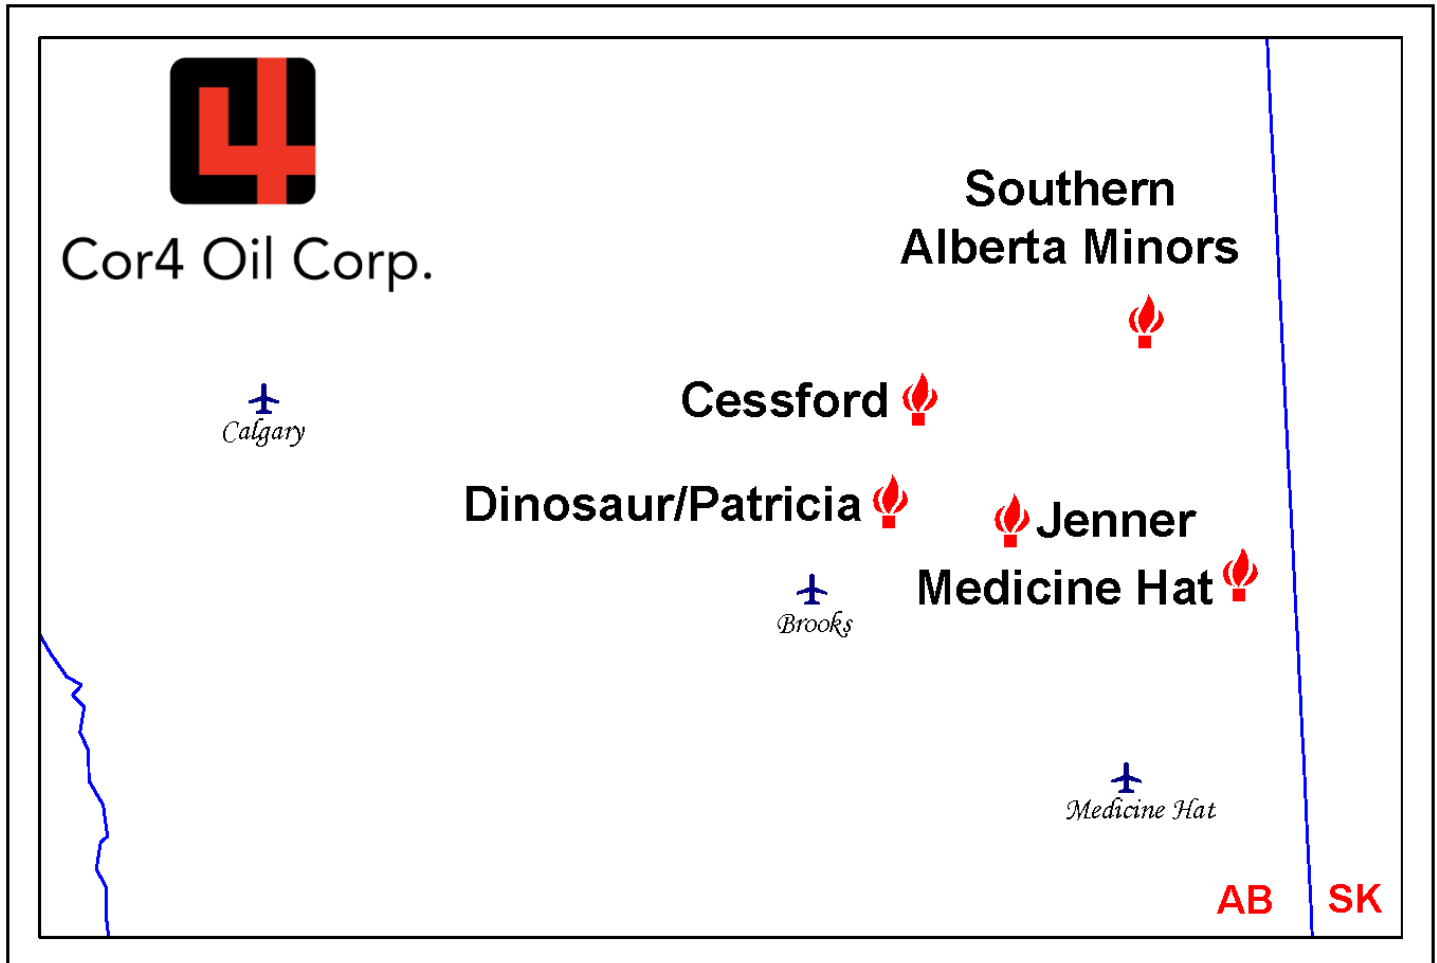 Cor4 Oil Corp.
Southern
Alberta Minors
Calgary
Cessford
Dinosaur/Patricia
Jenner
Medicine Hat
Brooks
Medicine Hat
AB
SK